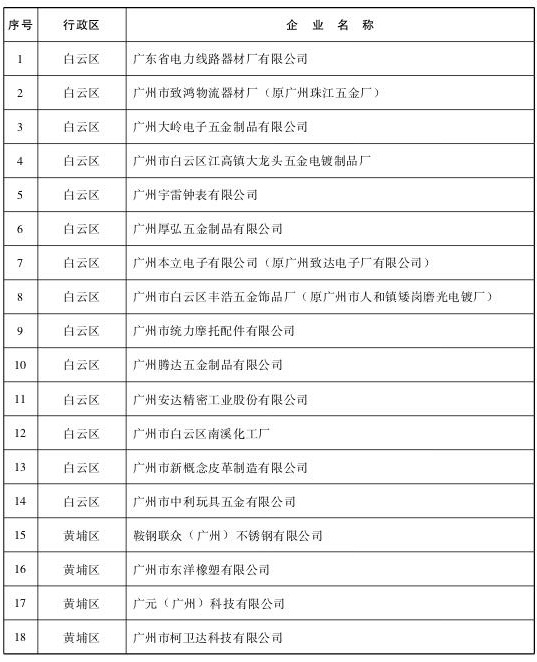 序号 行政区 企业名称
1 白云区 广东省电力线路器材厂有限公司
2 白云区 广州市致鸿物流器材厂（原广州珠江五金厂）
3 白云区 广州大岭电子五金制品有限公司
4 白云区 广州市白云区江高镇大龙头五金电镀制品厂
5 白云区 广州宇雷钟表有限公司
6 白云区 广州厚弘五金制品有限公司
7 白云区 广州本立电子有限公司（原广州致达电子厂有限公司）
8 白云区 广州市白云区丰浩五金饰品厂（原广州市人和镇矮岗磨光电镀厂）
9 白云区 广州市统力摩托配件有限公司
10 白云区 广州腾达五金制品有限公司
11 白云区 广州安达精密工业股份有限公司
12 白云区 广州市白云区南溪化工厂
13 白云区 广州市新概念皮革制造有限公司
14 白云区 广州市中利玩具五金有限公司
15 黄埔区 鞍钢联众（广州）不锈钢有限公司
16 黄埔区 广州市东洋橡塑有限公司
17 黄埔区 广元（广州）科技有限公司
18 黄埔区 广州市柯卫达科技有限公司